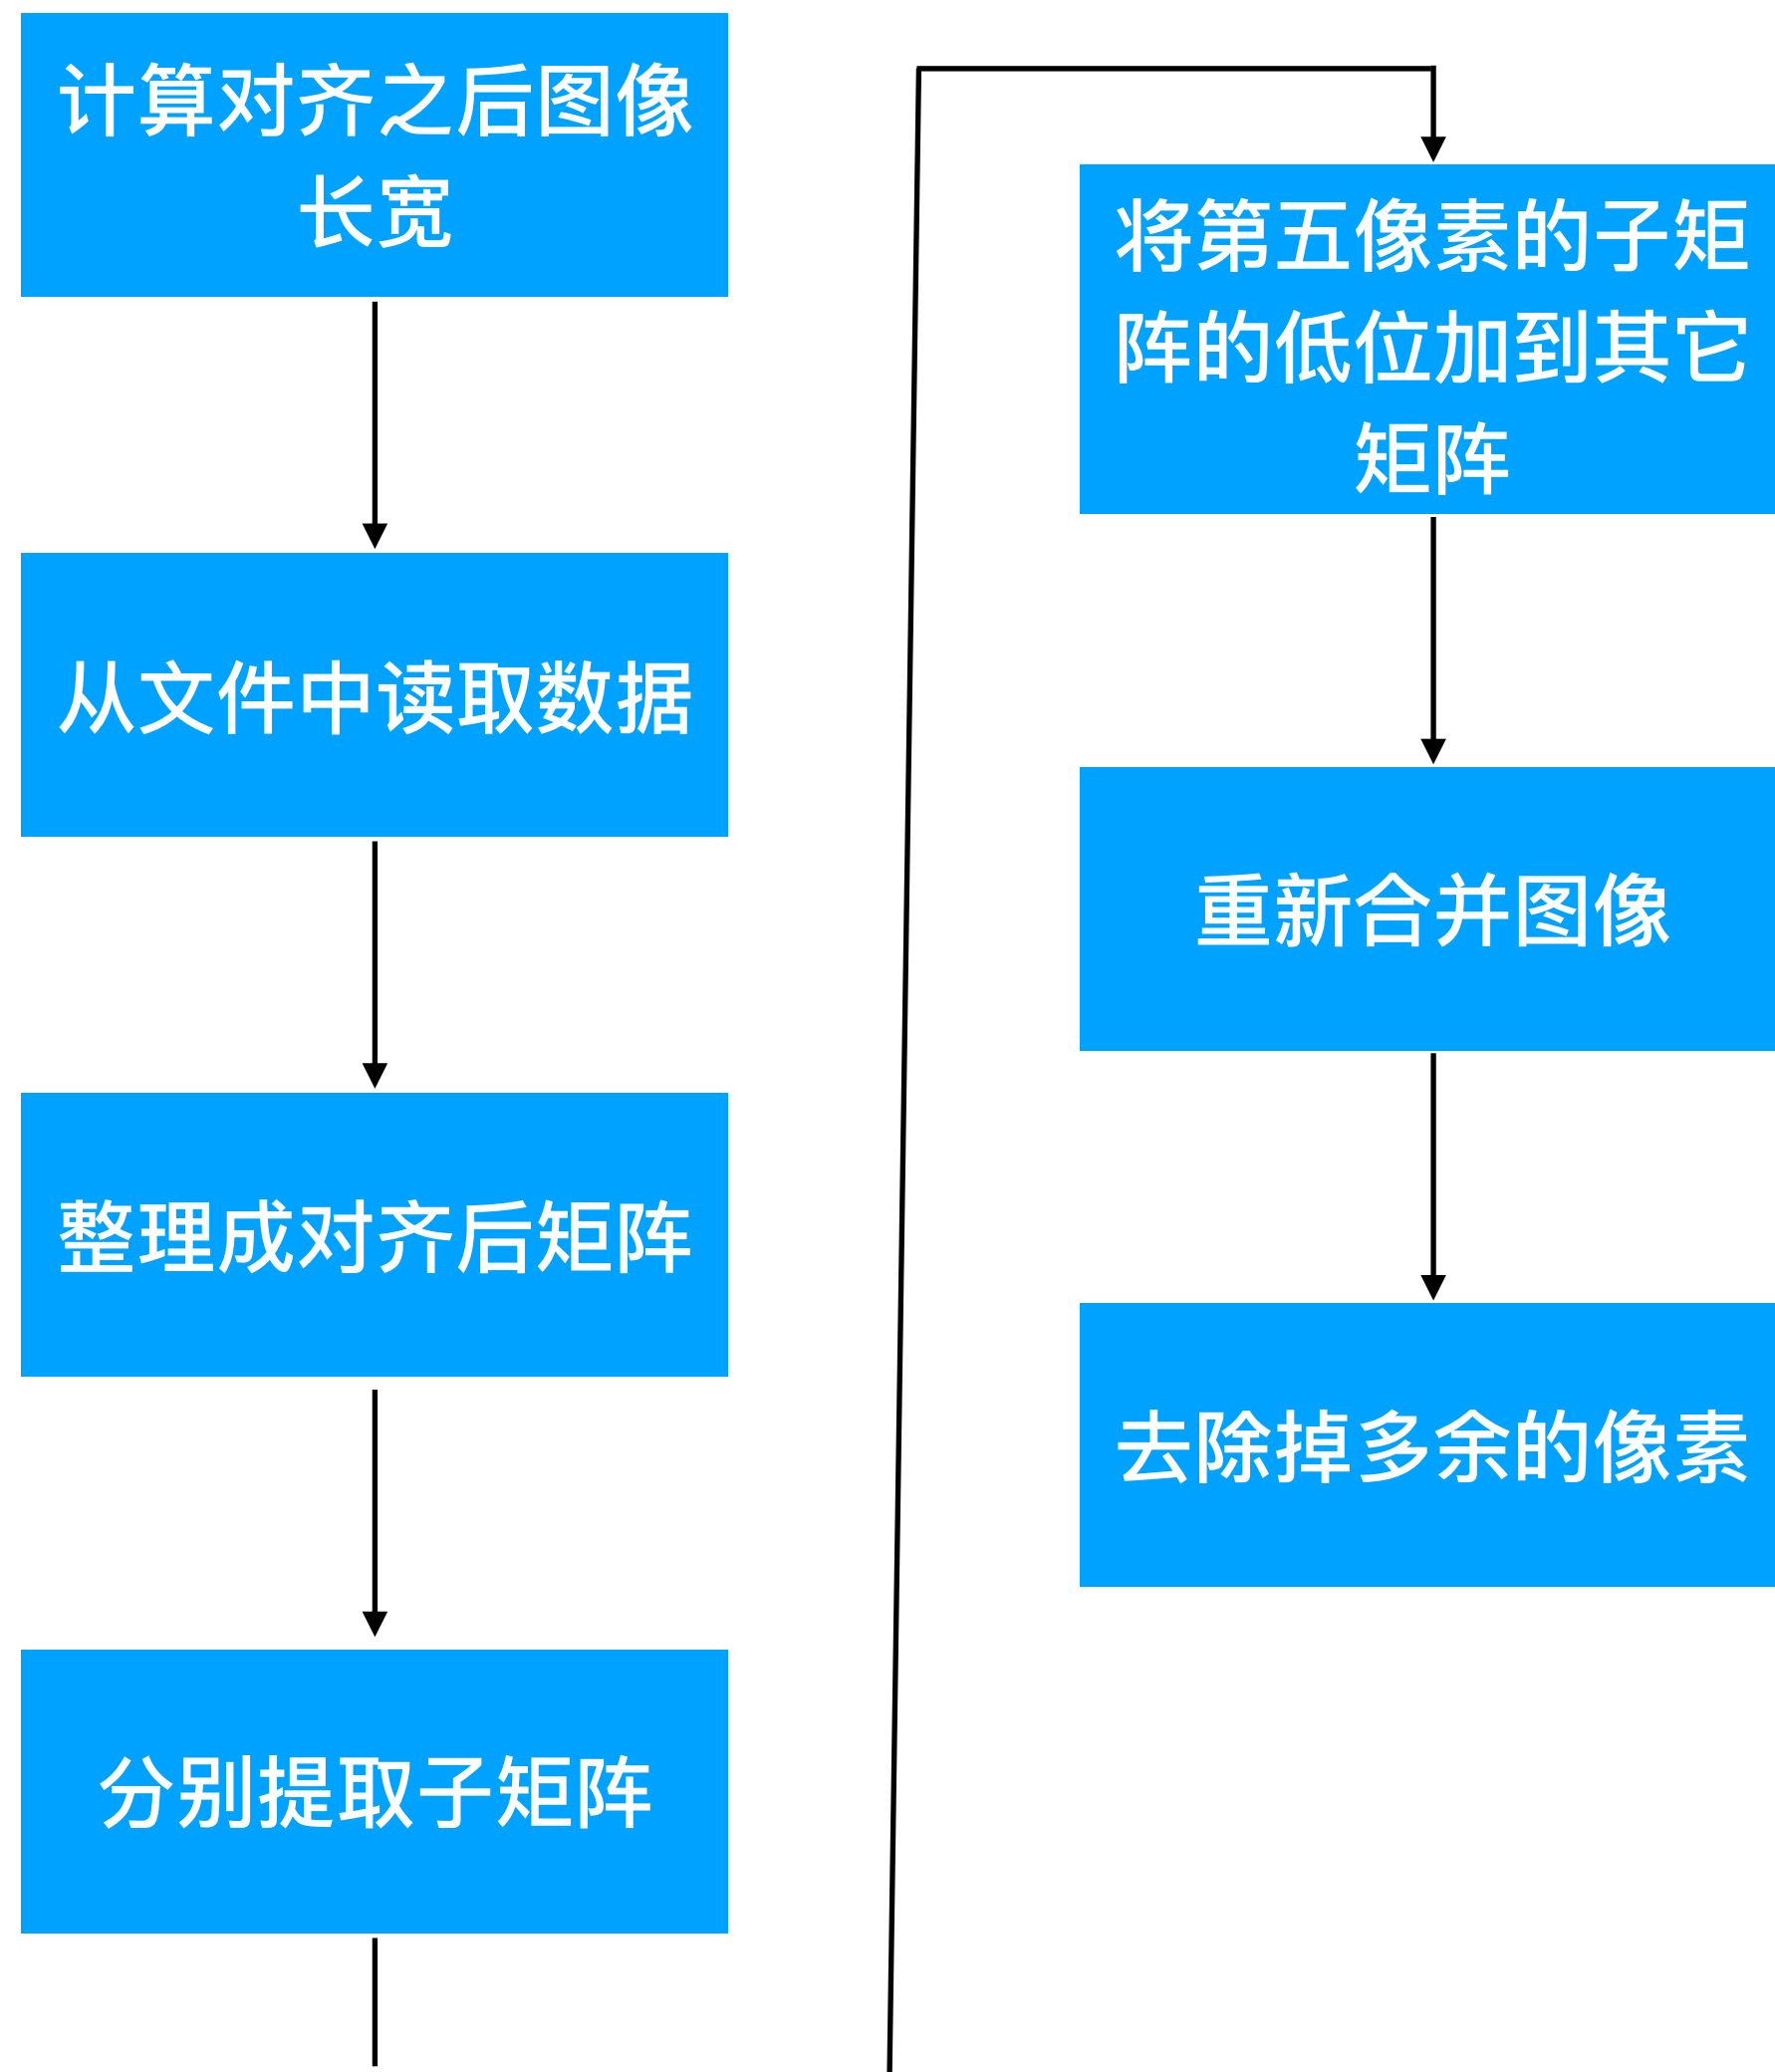 计算对齐之后图像
长宽
从文件中读取数据
整理成对齐后矩阵
分别提取子矩阵
将第五像素的子矩
阵的低位加到其它
矩阵
重新合并图像
去除掉多余的像素